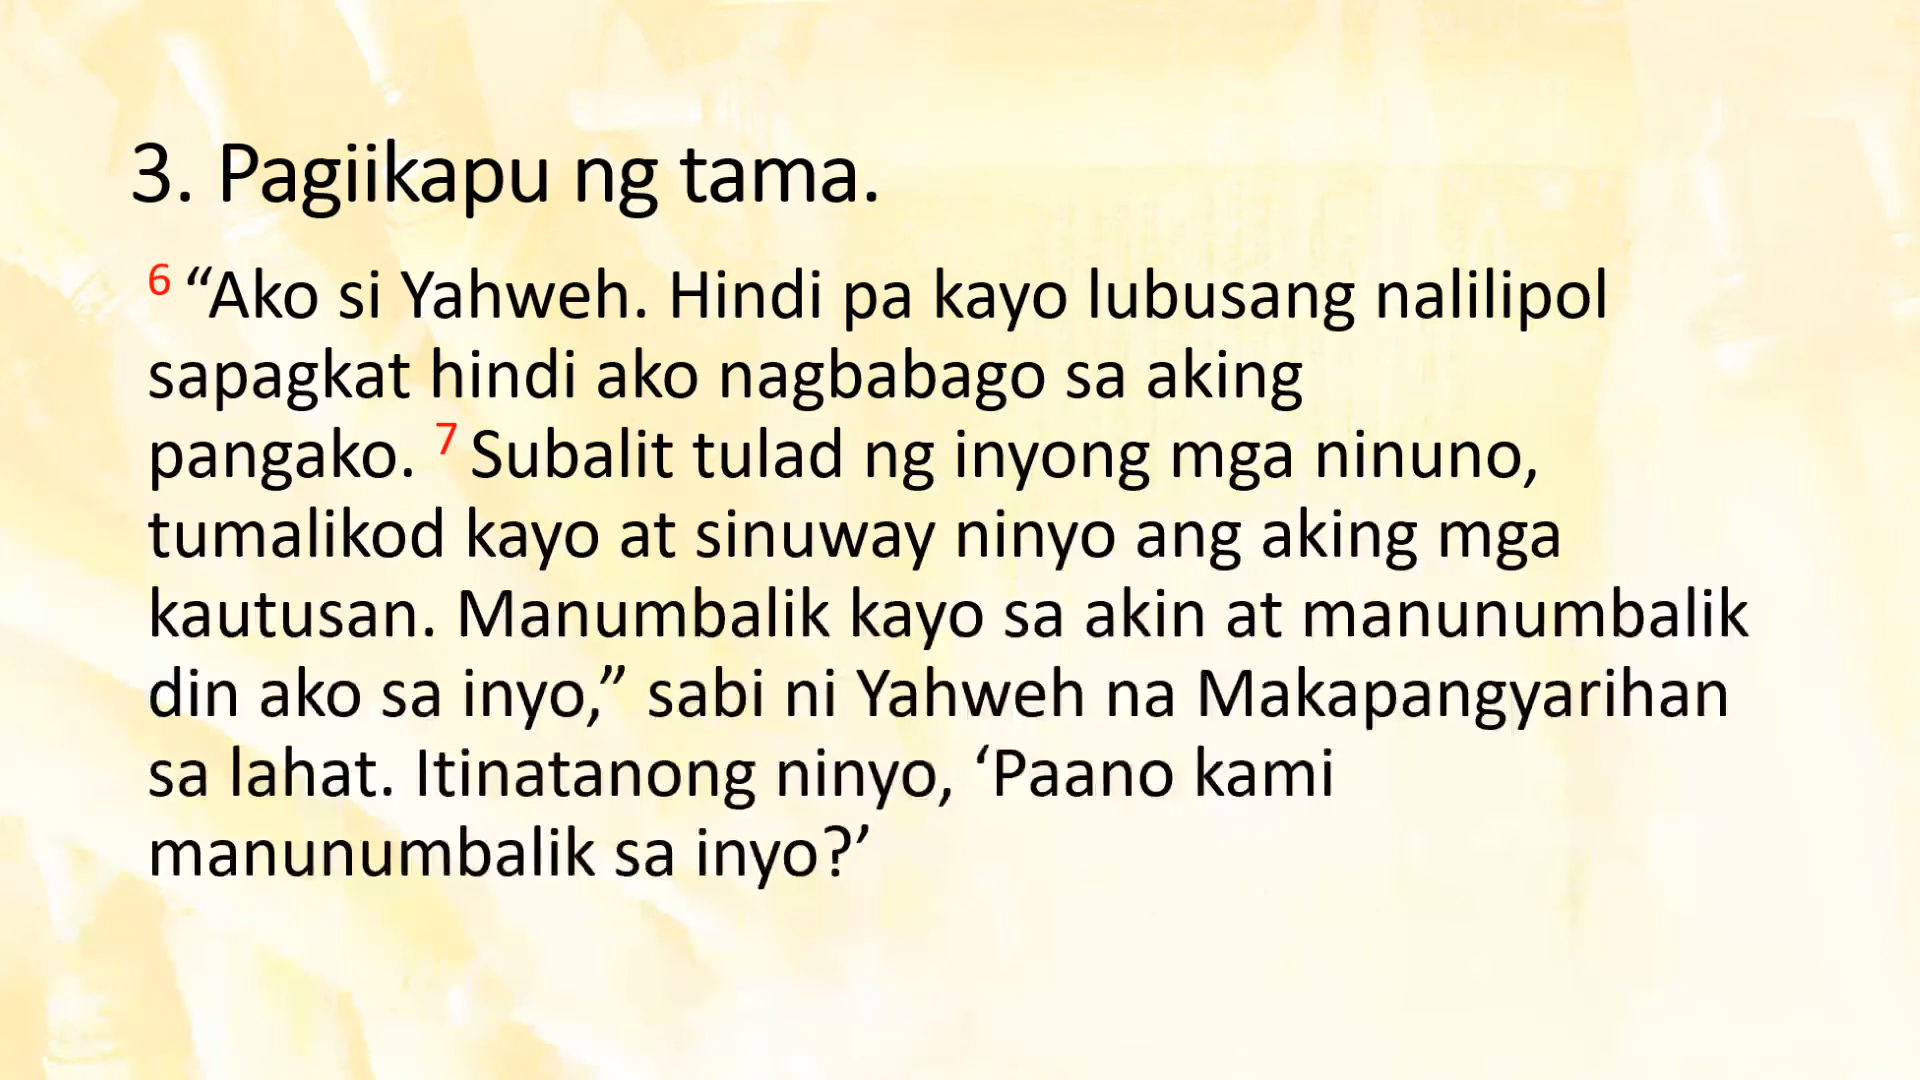 3. Pagiikapu ng tama.
6 “Ako si Yahweh. Hindi pa kayo lubusang nalilipol
sapagkat hindi ako nagbabago sa aking
pangako. 7 Subalit tulad ng inyong mga ninuno,
tumalikod kayo at sinuway ninyo ang aking mga
kautusan. Manumbalik kayo sa akin at manunumbalik
din ako sa inyo,” sabi ni Yahweh na Makapangyarihan
sa lahat. Itinatanong ninyo, ‘Paano kami
manunumbalik sa inyo?’